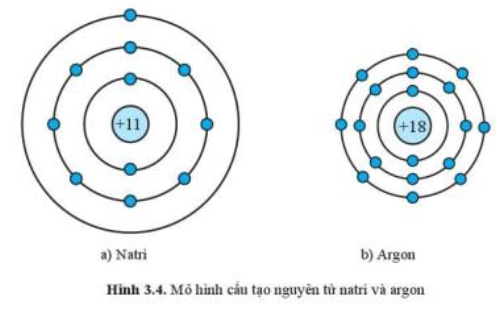 +11
+18
a) Natri
b) Argon
Hình 3.4. Mô hình cấu tạo nguyên tử natri và argon